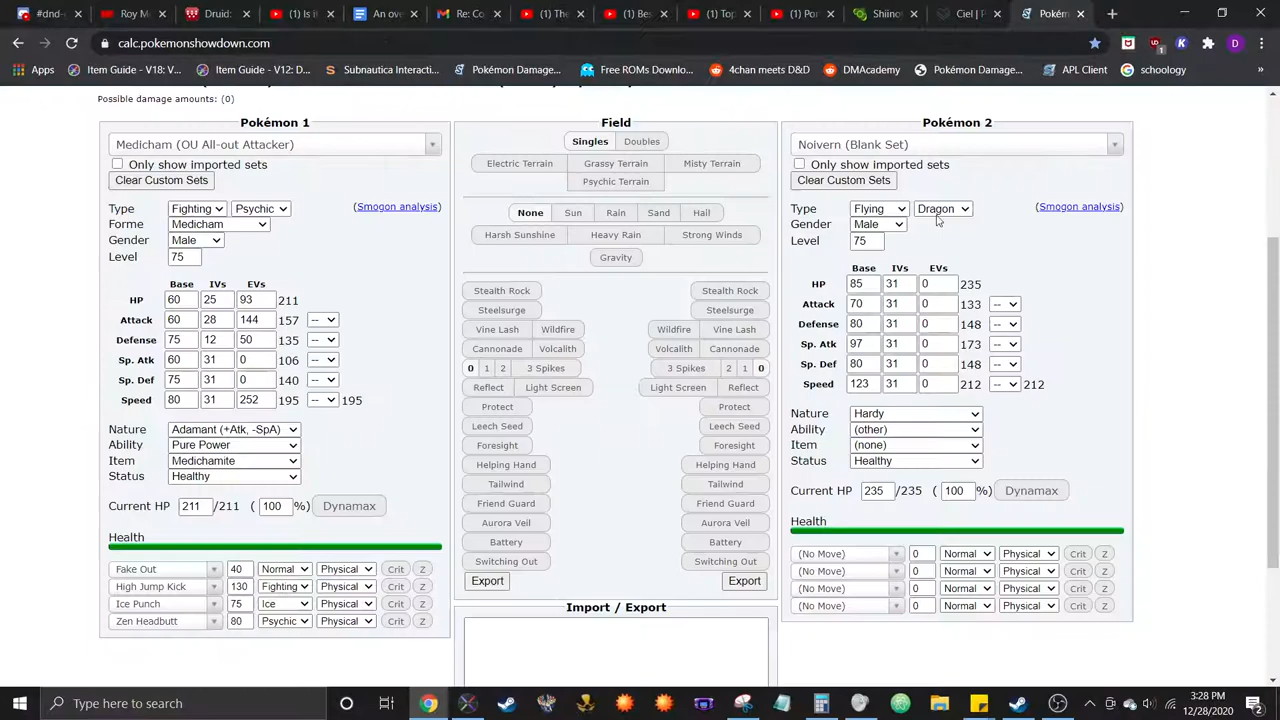 #dnd-
Roy M
Druid:
Is it
An ove
Re: Co
The
Be
Po
Shinc
Ciel | P
Pokém
calc.pokemonshowdown.com
Apps
Item Guide - V18: V...
Item Guide - V12: D...
Subnautica Interacti...
Pokémon Damage...
Free ROMs Downlo...
4chan meets D&D
DMAcademy
Pokémon Damage...
APL Client
schoology
Possible damage amounts: (0)
Pokémon 1
Medicham (OU All-out Attacker)
Only show imported sets
Clear Custom Sets
Type Fighting Psychic (Smogon analysis)
Forme Medicham
Gender Male
Level 75
Base IVs EVs
HP 60 25 93 211
Attack 60 28 144 157 --
Defense 75 12 50 135 --
Sp. Atk 60 31 0 106 --
Sp. Def 75 31 0 140 --
Speed 80 31 252 195 -- 195
Nature Adamant (+Atk, -SpA)
Ability Pure Power
Item Medichamite
Status Healthy
Current HP 211 /211 ( 100 %) Dynamax
Health
Fake Out 40 Normal Physical Crit Z
High Jump Kick 130 Fighting Physical Crit Z
Ice Punch 75 Ice Physical Crit Z
Zen Headbutt 80 Psychic Physical Crit Z
Field
Singles Doubles
Electric Terrain Grassy Terrain Misty Terrain
Psychic Terrain
None Sun Rain Sand Hail
Harsh Sunshine Heavy Rain Strong Winds
Gravity
Stealth Rock Stealth Rock
Steelsurge Steelsurge
Vine Lash Wildfire Wildfire Vine Lash
Cannonade Volcalith Volcalith Cannonade
0 1 2 3 Spikes 3 Spikes 2 1 0
Reflect Light Screen Light Screen Reflect
Protect Protect
Leech Seed Leech Seed
Foresight Foresight
Helping Hand Helping Hand
Tailwind Tailwind
Friend Guard Friend Guard
Aurora Veil Aurora Veil
Battery Battery
Switching Out Switching Out
Export Export
Import / Export
Pokémon 2
Noivern (Blank Set)
Only show imported sets
Clear Custom Sets
Type Flying Dragon (Smogon analysis)
Gender Male
Level 75
Base IVs EVs
HP 85 31 0 235
Attack 70 31 0 133 --
Defense 80 31 0 148 --
Sp. Atk 97 31 0 173 --
Sp. Def 80 31 0 148 --
Speed 123 31 0 212 -- 212
Nature Hardy
Ability (other)
Item (none)
Status Healthy
Current HP 235 /235 ( 100 %) Dynamax
Health
(No Move) 0 Normal Physical Crit Z
(No Move) 0 Normal Physical Crit Z
(No Move) 0 Normal Physical Crit Z
(No Move) 0 Normal Physical Crit Z
Type here to search
3:28 PM
12/28/2020